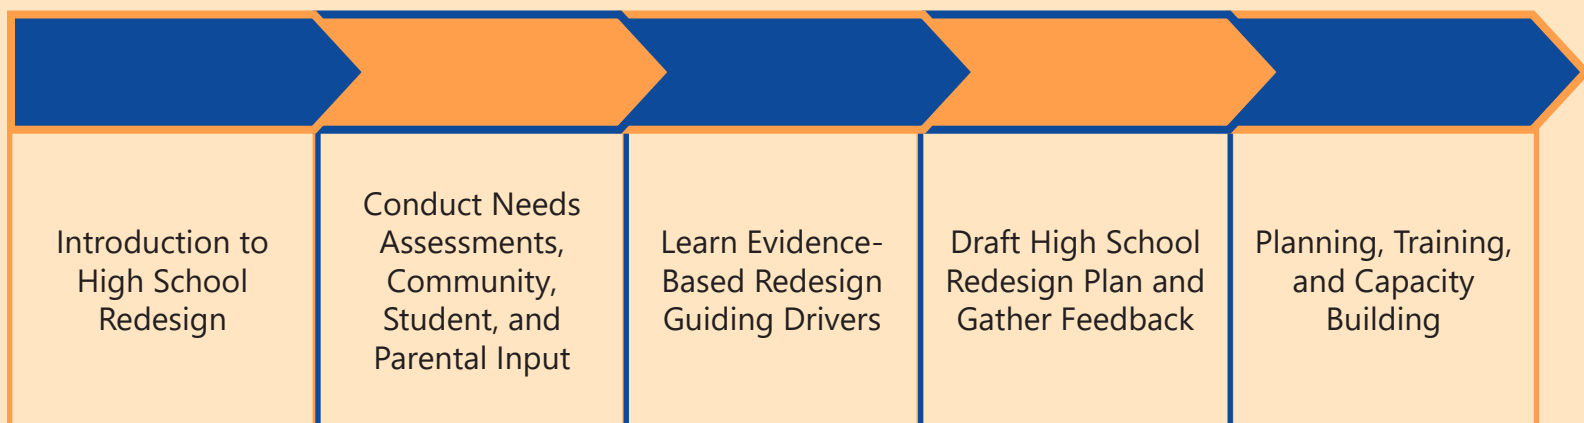 Introduction to
High School
Redesign
Conduct Needs
Assessments,
Community,
Student, and
Parental Input
Learn Evidence-
Based Redesign
Guiding Drivers
Draft High School
Redesign Plan and
Gather Feedback
Planning, Training,
and Capacity
Building